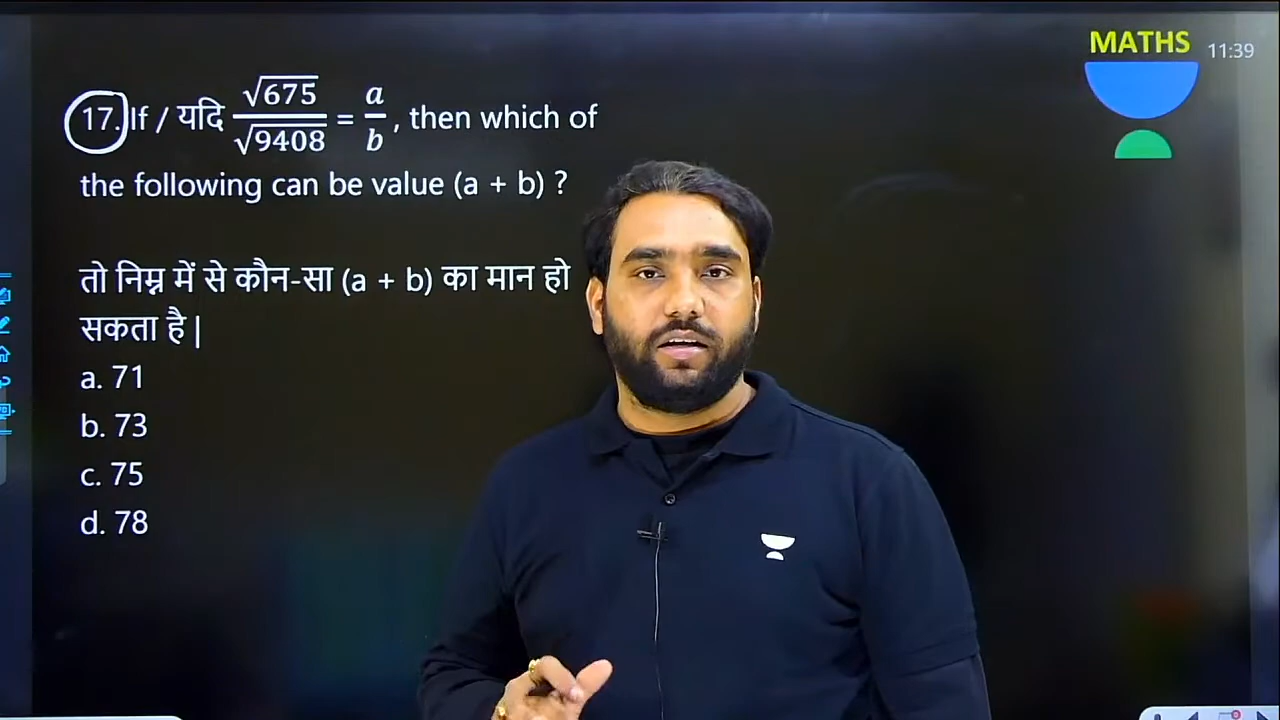 MATHS
11:39
17. If / यदि √675/√9408 = a/b, then which of
the following can be value (a + b) ?
तो निम्न में से कौन-सा (a + b) का मान हो
सकता है |
a. 71
b. 73
c. 75
d. 78